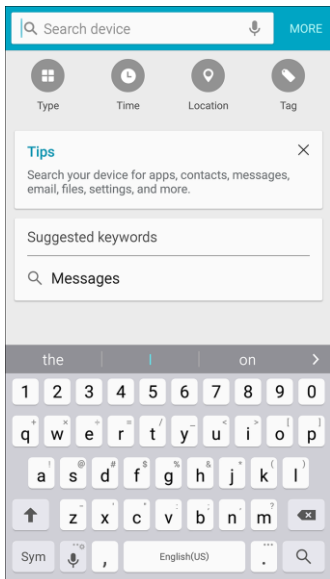 Search device MORE
Type Time Location Tag
Tips
Search your device for apps, contacts, messages,
email, files, settings, and more.
Suggested keywords
Messages
the I on
1 2 3 4 5 6 7 8 9 0
q w e r t y u i o p
a s d f g h j k l
z x c v b n m
Sym , English(US) .